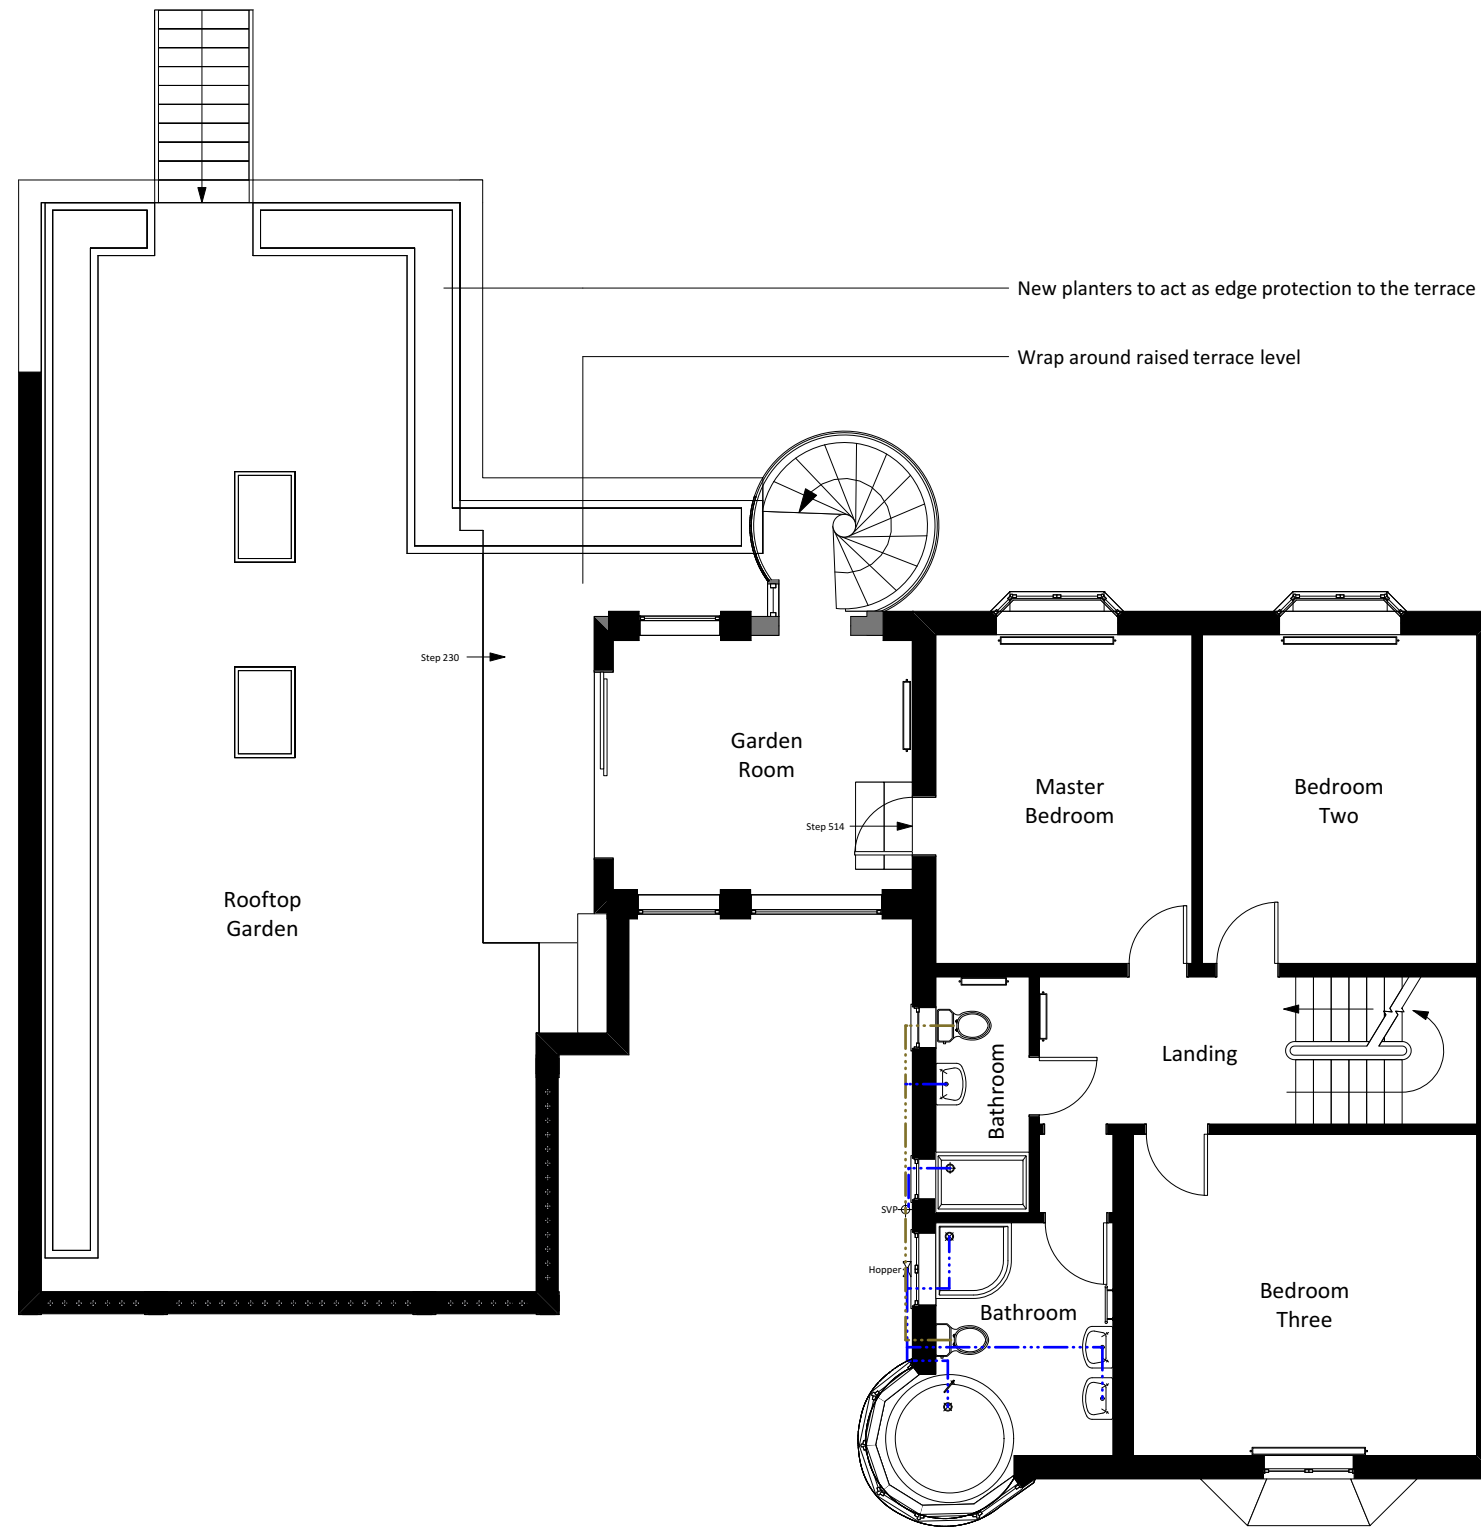 New planters to act as edge protection to the terrace
Wrap around raised terrace level
Step 230
Garden
Room
Master
Bedroom
Bedroom
Two
Step 514
Rooftop
Garden
Bathroom
Landing
SVP
Hopper
Bathroom
Bedroom
Three